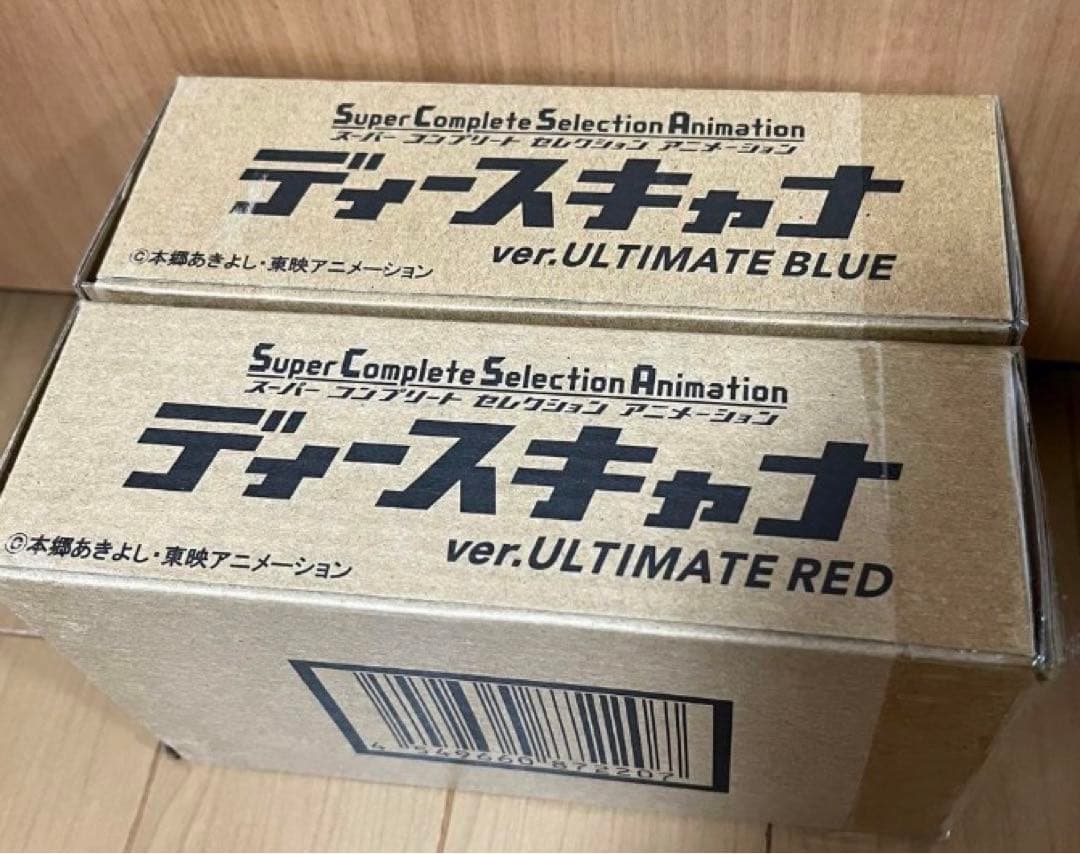 Super Complete Selection Animation
スーパー コンプリート セレクション アニメーション
ディースキャナ
ver.ULTIMATE BLUE
©本郷あきよし・東映アニメーション
Super Complete Selection Animation
スーパー コンプリート セレクション アニメーション
ディースキャナ
ver.ULTIMATE RED
©本郷あきよし・東映アニメーション
4 549660 872207